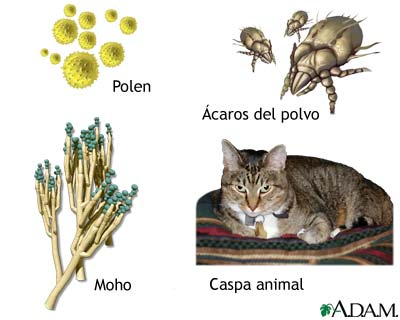 Polen
Ácaros del polvo
Moho
Caspa animal
A.D.A.M.